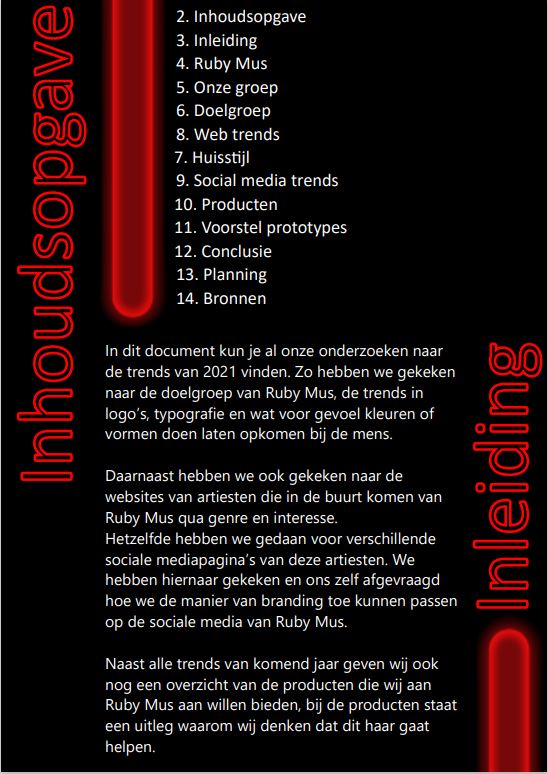 Inhoudsopgave
2. Inhoudsopgave
3. Inleiding
4. Ruby Mus
5. Onze groep
6. Doelgroep
8. Web trends
7. Huisstijl
9. Social media trends
10. Producten
11. Voorstel prototypes
12. Conclusie
13. Planning
14. Bronnen
Inleiding
In dit document kun je al onze onderzoeken naar
de trends van 2021 vinden. Zo hebben we gekeken
naar de doelgroep van Ruby Mus, de trends in
logo’s, typografie en wat voor gevoel kleuren of
vormen doen laten opkomen bij de mens.
Daarnaast hebben we ook gekeken naar de
websites van artiesten die in de buurt komen van
Ruby Mus qua genre en interesse.
Hetzelfde hebben we gedaan voor verschillende
sociale mediapagina’s van deze artiesten. We
hebben hiernaar gekeken en ons zelf afgevraagd
hoe we de manier van branding toe kunnen passen
op de sociale media van Ruby Mus.
Naast alle trends van komend jaar geven wij ook
nog een overzicht van de producten die wij aan
Ruby Mus aan willen bieden, bij de producten staat
een uitleg waarom wij denken dat dit haar gaat
helpen.